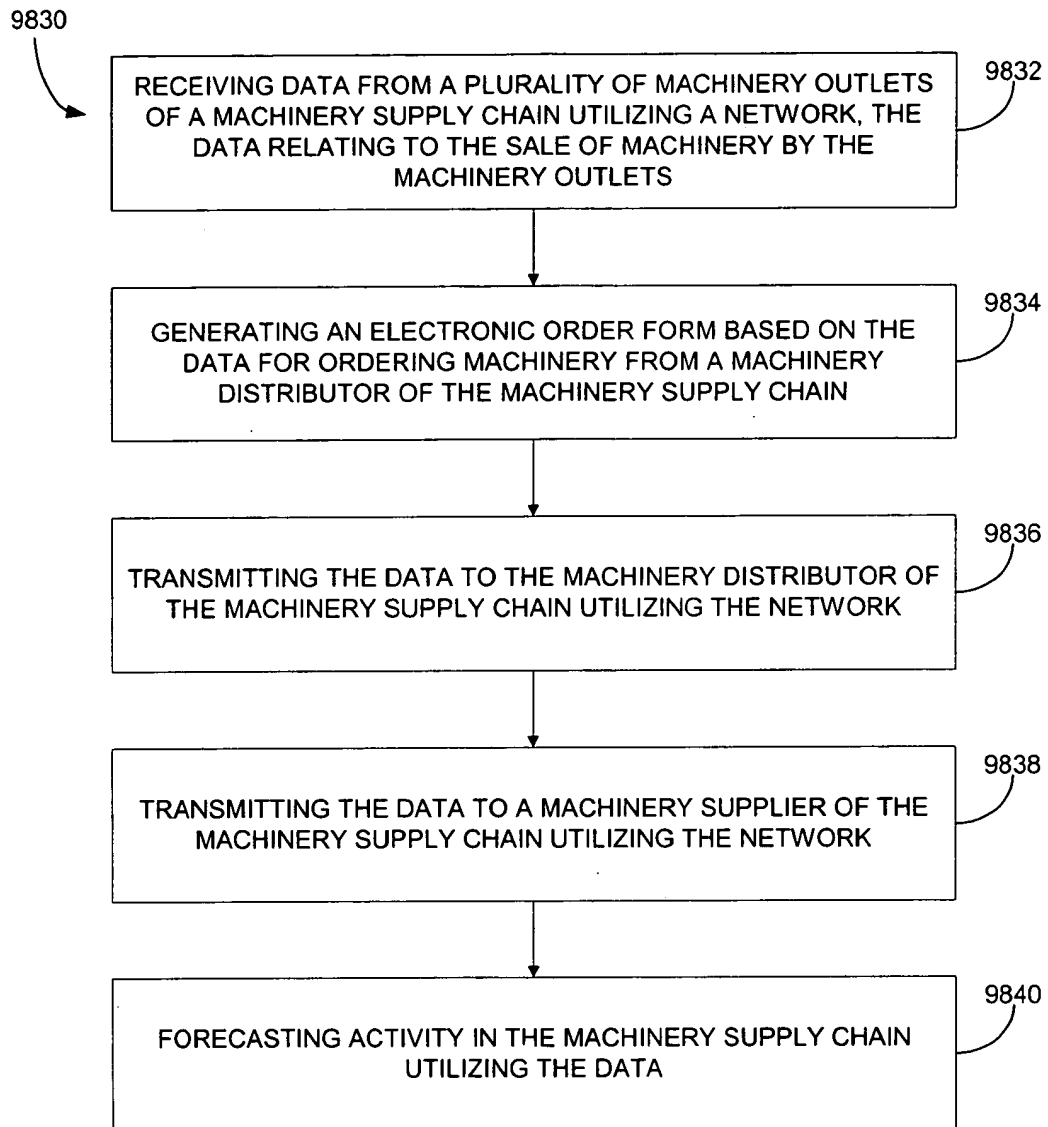 9830
RECEIVING DATA FROM A PLURALITY OF MACHINERY OUTLETS
OF A MACHINERY SUPPLY CHAIN UTILIZING A NETWORK, THE
DATA RELATING TO THE SALE OF MACHINERY BY THE
MACHINERY OUTLETS
9832
GENERATING AN ELECTRONIC ORDER FORM BASED ON THE
DATA FOR ORDERING MACHINERY FROM A MACHINERY
DISTRIBUTOR OF THE MACHINERY SUPPLY CHAIN
9834
TRANSMITTING THE DATA TO THE MACHINERY DISTRIBUTOR OF
THE MACHINERY SUPPLY CHAIN UTILIZING THE NETWORK
9836
TRANSMITTING THE DATA TO A MACHINERY SUPPLIER OF THE
MACHINERY SUPPLY CHAIN UTILIZING THE NETWORK
9838
FORECASTING ACTIVITY IN THE MACHINERY SUPPLY CHAIN
UTILIZING THE DATA
9840